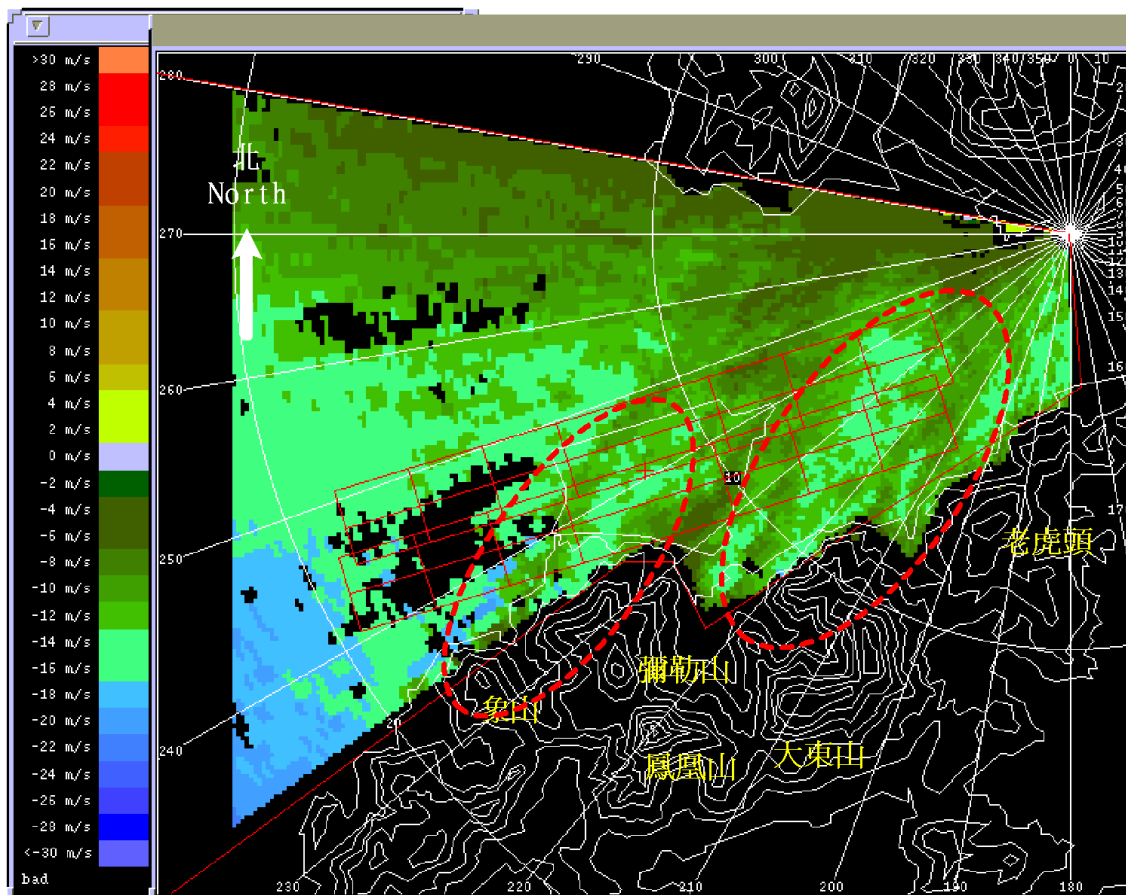 >30 m/s
28 m/s
26 m/s
24 m/s
22 m/s
20 m/s
18 m/s
16 m/s
14 m/s
12 m/s
10 m/s
8 m/s
6 m/s
4 m/s
2 m/s
0 m/s
-2 m/s
-4 m/s
-6 m/s
-8 m/s
-10 m/s
-12 m/s
-14 m/s
-16 m/s
-18 m/s
-20 m/s
-22 m/s
-24 m/s
-26 m/s
-28 m/s
<-30 m/s
bad
280
290
300
310
320
330
340
350
0
10
北
North
270
260
250
240
230
220
210
200
190
180
10
20
老虎頭
彌勒山
象山
鳳凰山
大東山